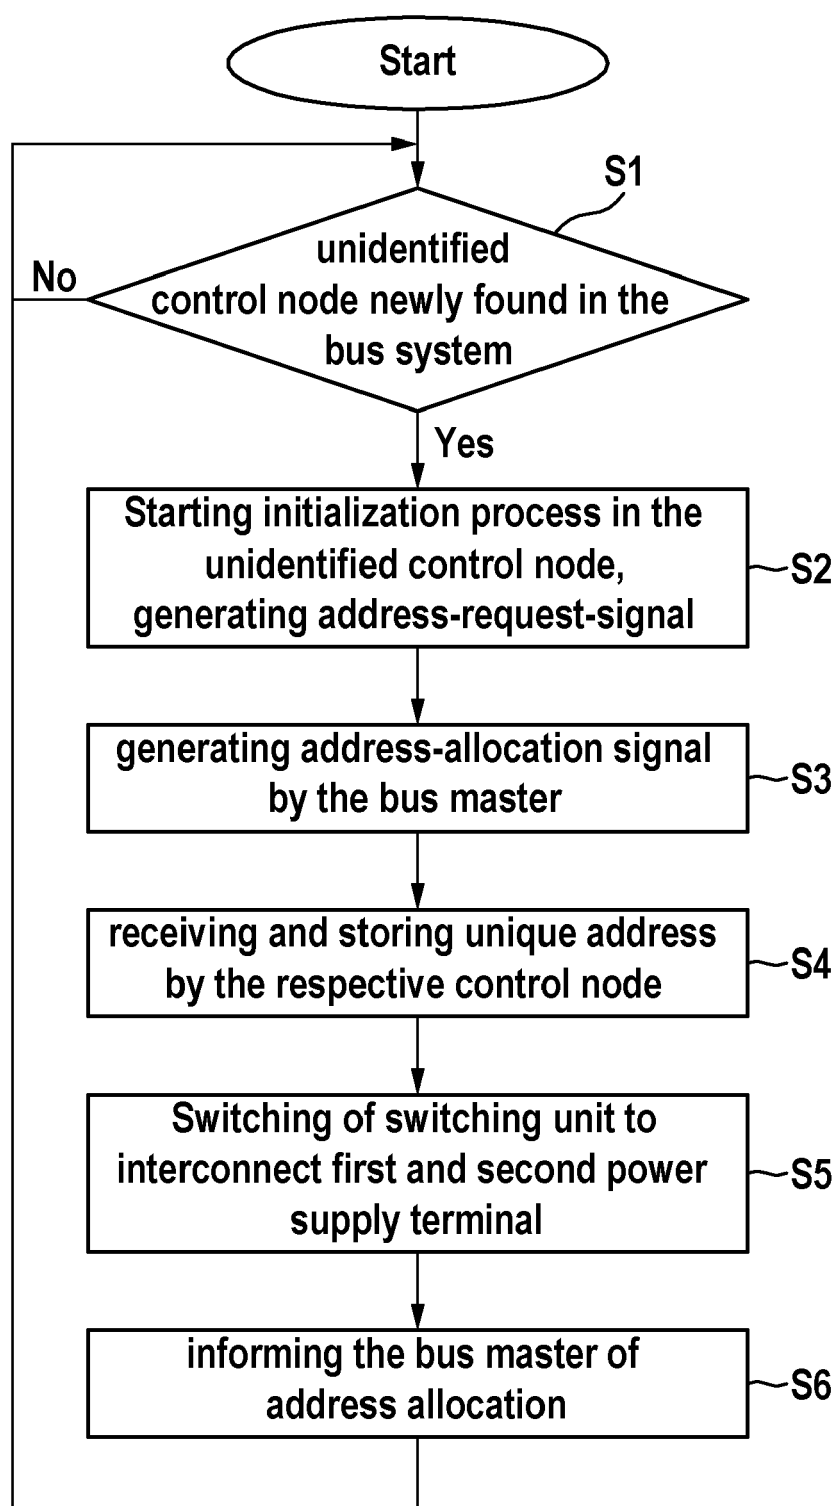 Start
S1
unidentified
control node newly found in the
bus system
No
Yes
Starting initialization process in the
unidentified control node,
generating address-request-signal
S2
generating address-allocation signal
by the bus master
S3
receiving and storing unique address
by the respective control node
S4
Switching of switching unit to
interconnect first and second power
supply terminal
S5
informing the bus master of
address allocation
S6